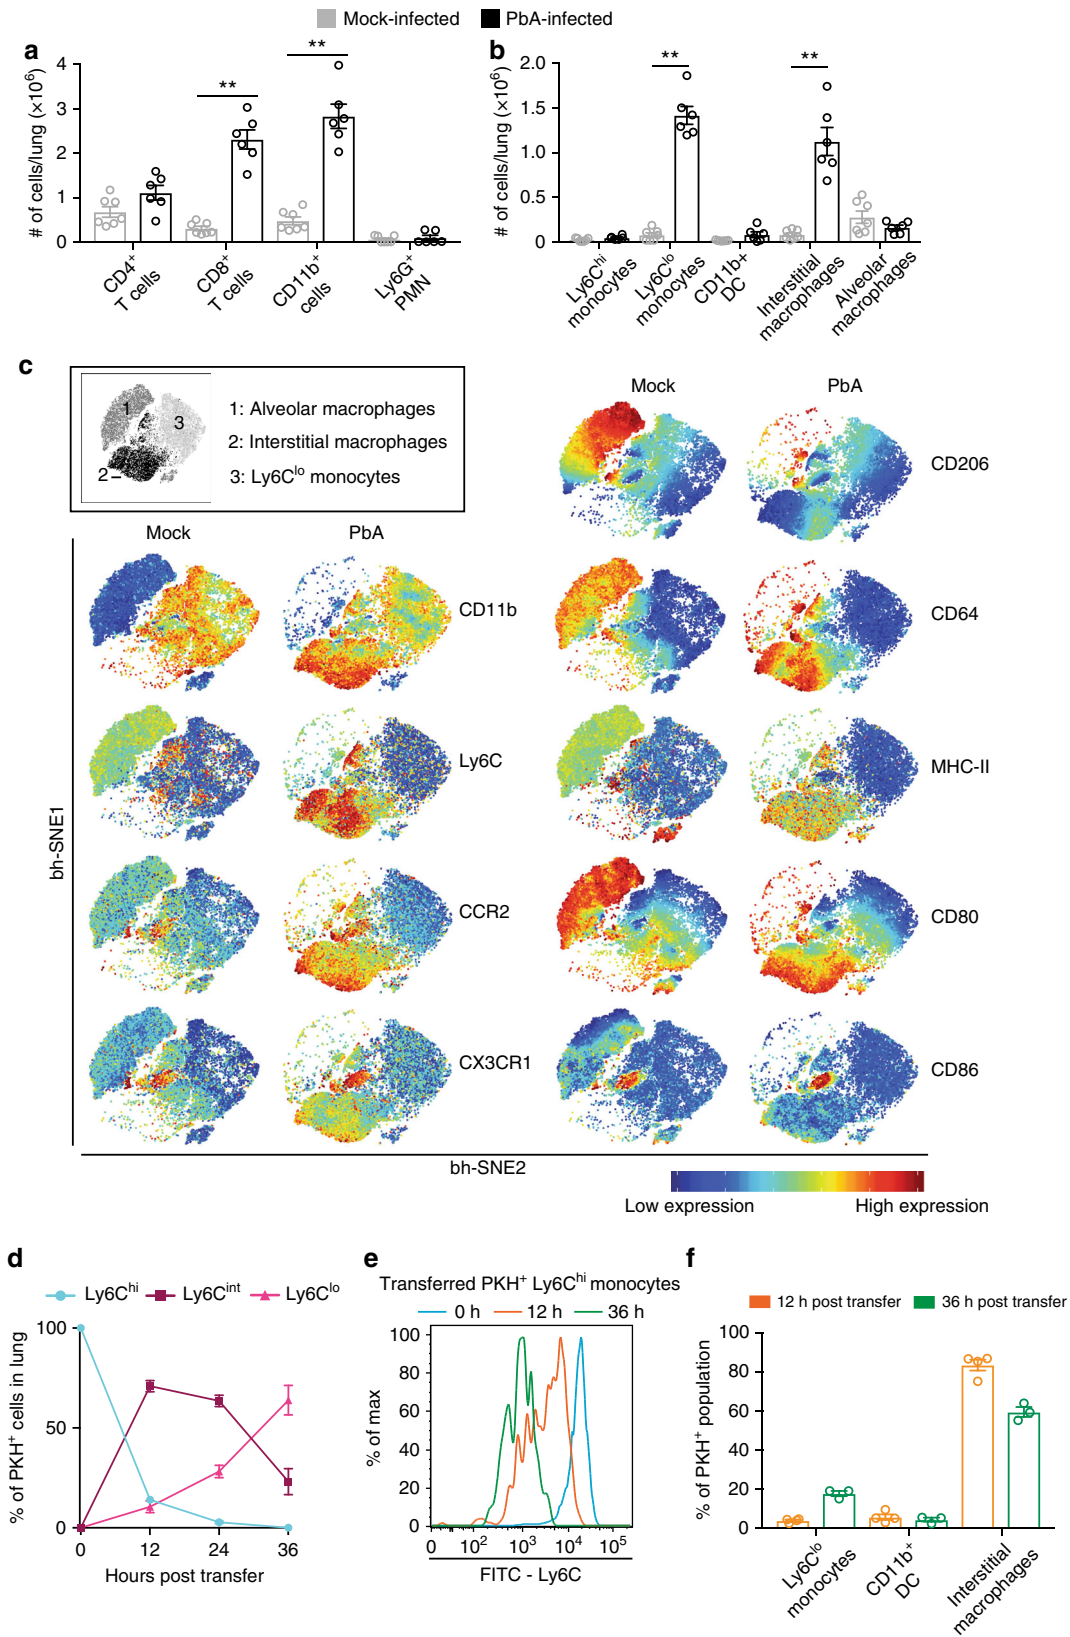 Mock-infected PbA-infected
a
# of cells/lung (×10⁶)
4
3
2
1
0
**
**
CD4⁺ T cells
CD8⁺ T cells
CD11b⁺ cells
Ly6G⁺ PMN
b
# of cells/lung (×10⁶)
2.0
1.5
1.0
0.5
0
**
**
Ly6Cʰⁱ monocytes
Ly6Cˡᵒ monocytes
CD11b+ DC
Interstitial macrophages
Alveolar macrophages
c
1
2
3
1: Alveolar macrophages
2: Interstitial macrophages
3: Ly6Cˡᵒ monocytes
Mock PbA
CD11b
Ly6C
CCR2
CX3CR1
Mock PbA
CD206
CD64
MHC-II
CD80
CD86
bh-SNE1
bh-SNE2
Low expression High expression
d
Ly6Cʰⁱ Ly6Cⁱⁿᵗ Ly6Cˡᵒ
% of PKH⁺ cells in lung
100
50
0
0 12 24 36
Hours post transfer
e
Transferred PKH⁺ Ly6Cʰⁱ monocytes
0 h 12 h 36 h
% of max
100
80
60
40
20
0
0 10² 10³ 10⁴ 10⁵
FITC - Ly6C
f
12 h post transfer 36 h post transfer
% of PKH⁺ population
100
80
60
40
20
0
Ly6Cˡᵒ monocytes
CD11b⁺ DC
Interstitial macrophages